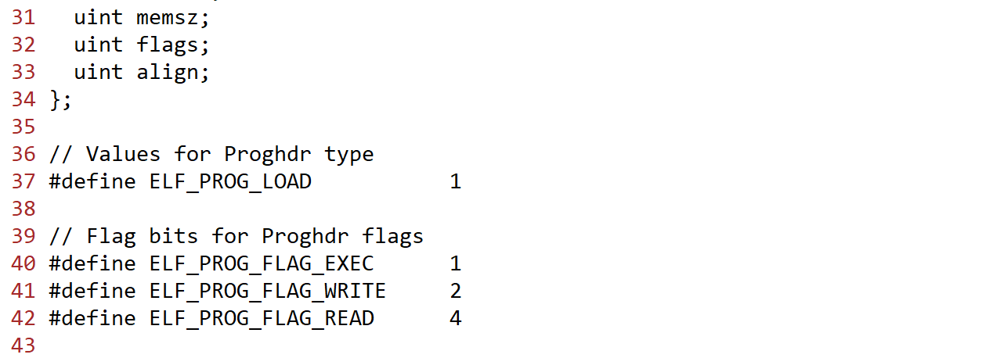 31   uint memsz;
32   uint flags;
33   uint align;
34 };
35
36 // Values for Proghdr type
37 #define ELF_PROG_LOAD           1
38
39 // Flag bits for Proghdr flags
40 #define ELF_PROG_FLAG_EXEC      1
41 #define ELF_PROG_FLAG_WRITE     2
42 #define ELF_PROG_FLAG_READ      4
43